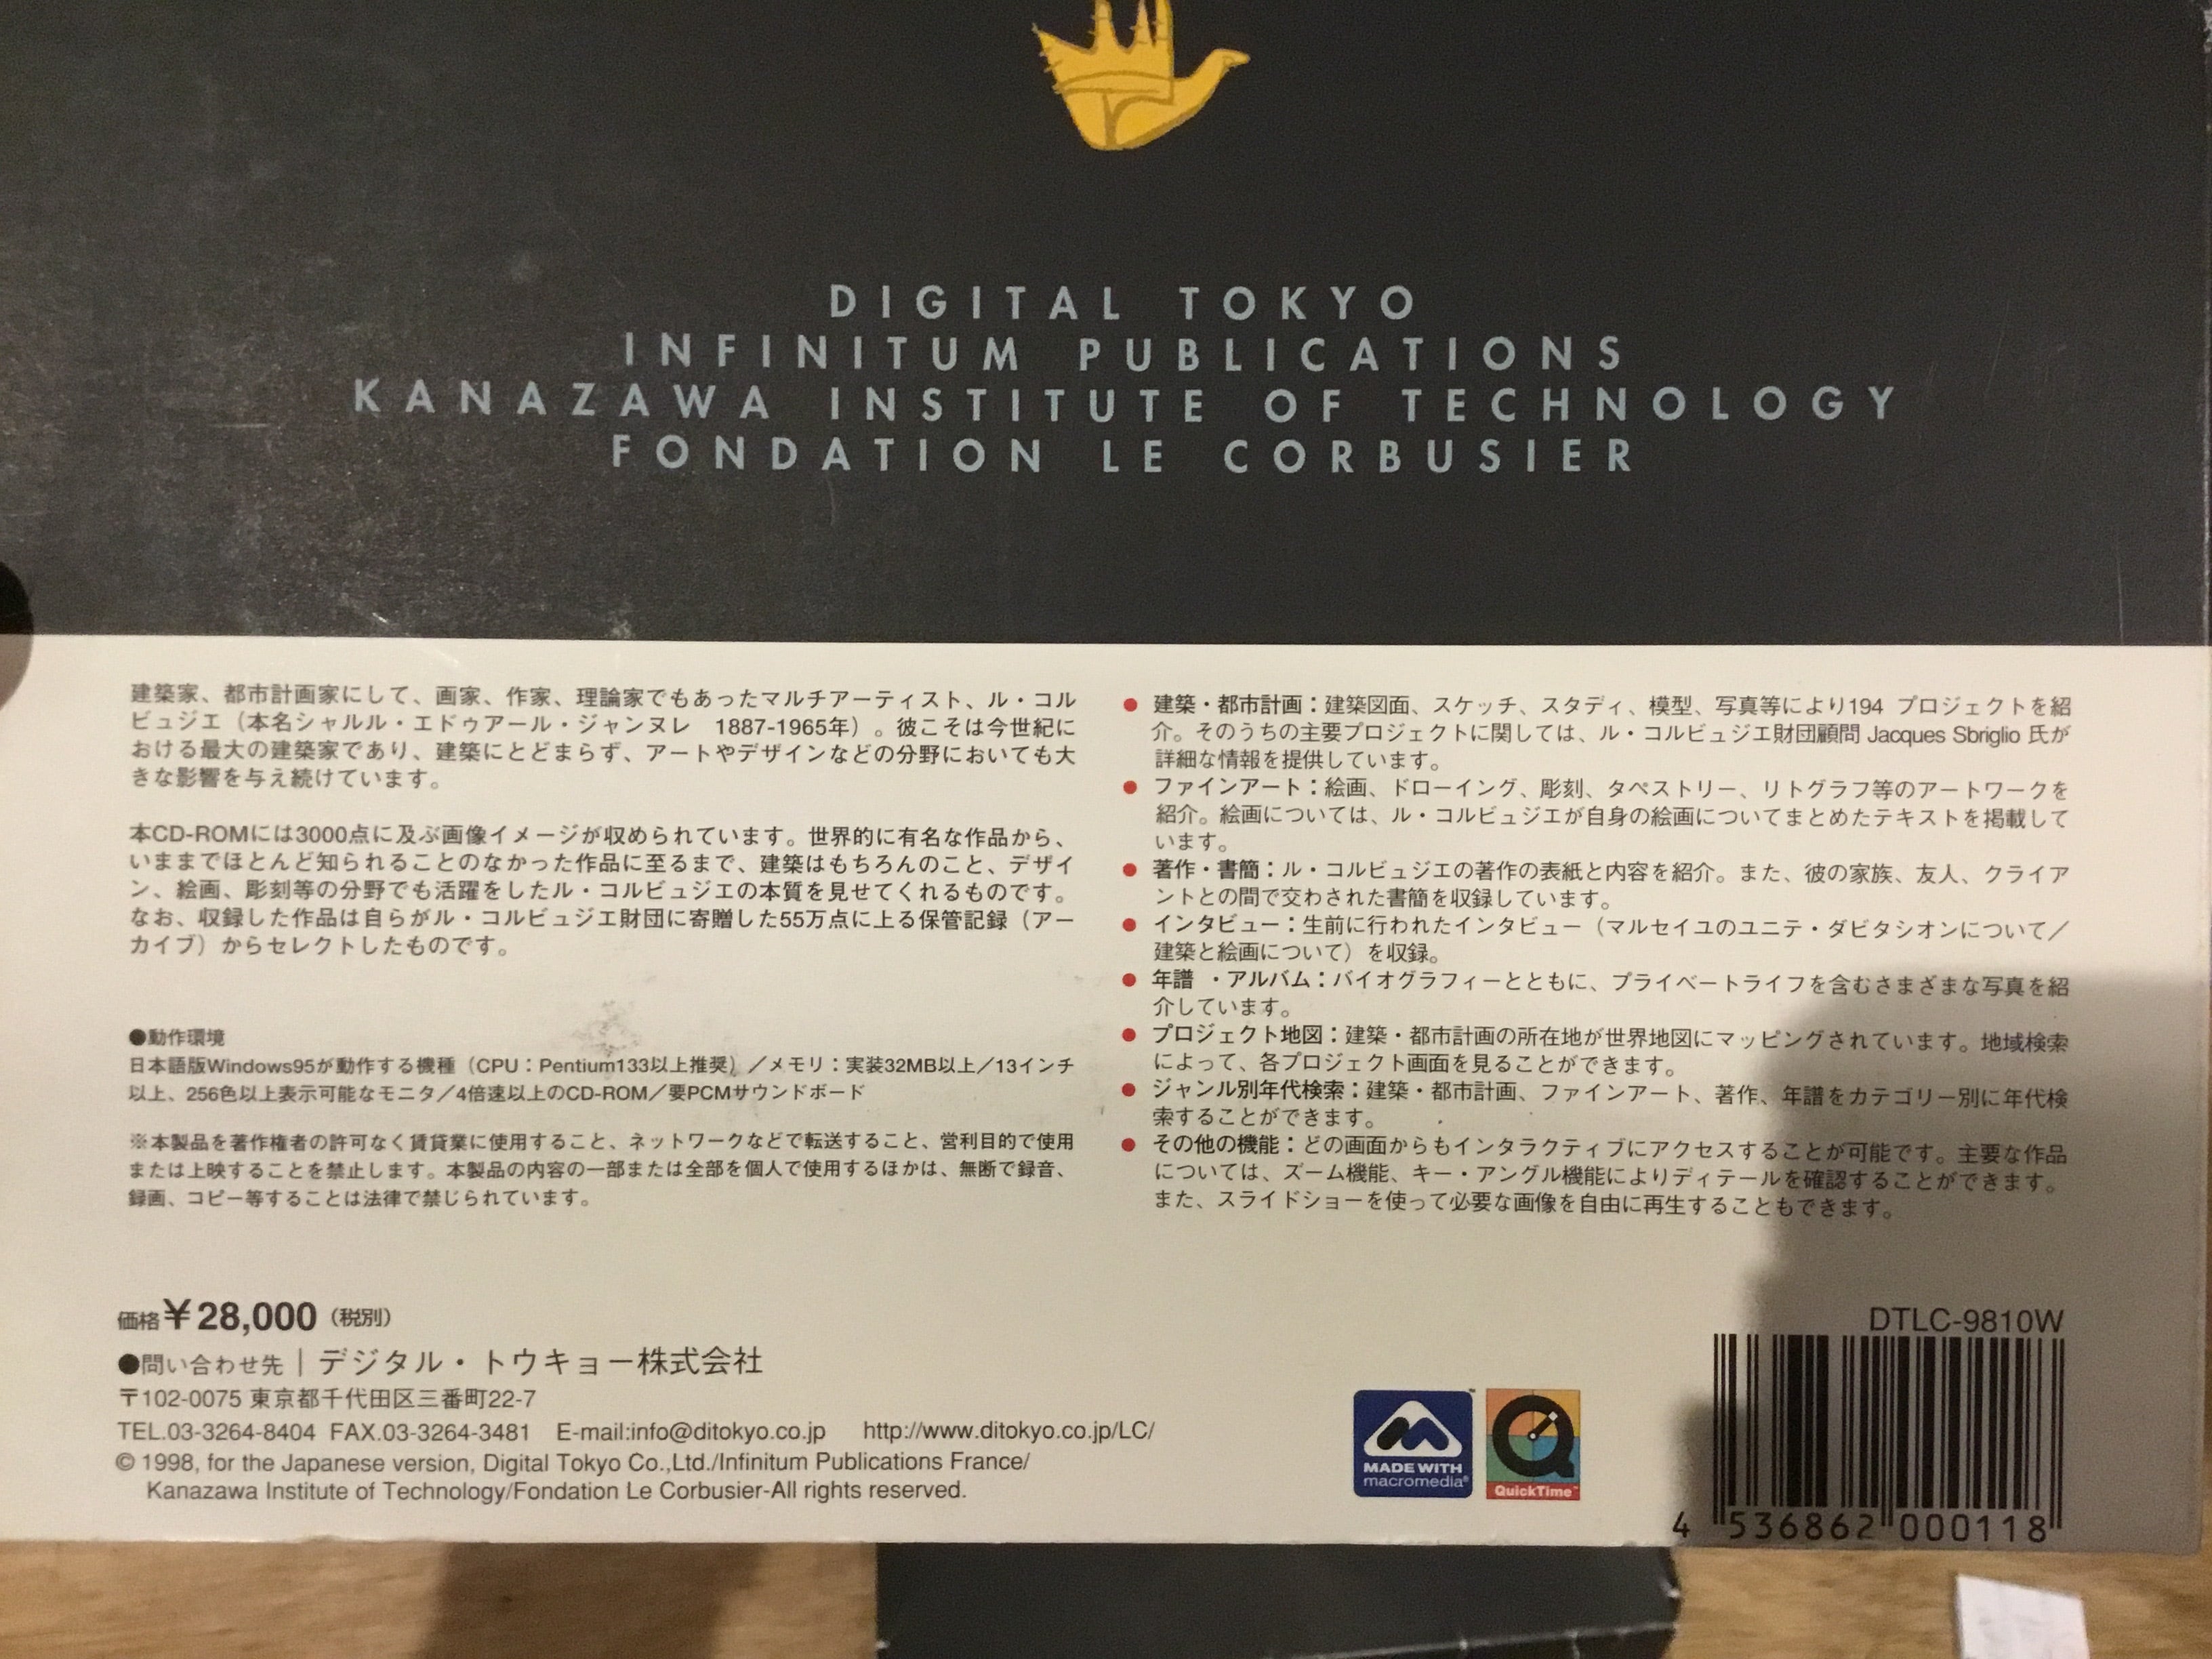 DIGITAL TOKYO
INFINITUM PUBLICATIONS
KANAZAWA INSTITUTE OF TECHNOLOGY
FONDATION LE CORBUSIER
建築家、都市計画家にして、画家、作家、理論家でもあったマルチアーティスト、ル・コル
ビュジエ（本名シャルル・エドゥアール・ジャンヌレ　1887-1965年）。彼こそは今世紀に
おける最大の建築家であり、建築にとどまらず、アートやデザインなどの分野においても大
きな影響を与え続けています。
本CD-ROMには3000点に及ぶ画像イメージが収められています。世界的に有名な作品から、
いままでほとんど知られることのなかった作品に至るまで、建築はもちろんのこと、デザイ
ン、絵画、彫刻等の分野でも活躍をしたル・コルビュジエの本質を見せてくれるものです。
なお、収録した作品は自らがル・コルビュジエ財団に寄贈した55万点に上る保管記録（アー
カイブ）からセレクトしたものです。
●動作環境
日本語版Windows95が動作する機種（CPU：Pentium133以上推奨）／メモリ：実装32MB以上／13インチ
以上、256色以上表示可能なモニタ／4倍速以上のCD-ROM／要PCMサウンドボード
※本製品を著作権者の許可なく賃貸業に使用すること、ネットワークなどで転送すること、営利目的で使用
または上映することを禁止します。本製品の内容の一部または全部を個人で使用するほかは、無断で録音、
録画、コピー等することは法律で禁じられています。
● 建築・都市計画：建築図面、スケッチ、スタディ、模型、写真等により194 プロジェクトを紹
介。そのうちの主要プロジェクトに関しては、ル・コルビュジエ財団顧問 Jacques Sbriglio 氏が
詳細な情報を提供しています。
● ファインアート：絵画、ドローイング、彫刻、タペストリー、リトグラフ等のアートワークを
紹介。絵画については、ル・コルビュジエが自身の絵画についてまとめたテキストを掲載して
います。
● 著作・書簡：ル・コルビュジエの著作の表紙と内容を紹介。また、彼の家族、友人、クライア
ントとの間で交わされた書簡を収録しています。
● インタビュー：生前に行われたインタビュー（マルセイユのユニテ・ダビタシオンについて／
建築と絵画について）を収録。
● 年譜 ・アルバム：バイオグラフィーとともに、プライベートライフを含むさまざまな写真を紹
介しています。
● プロジェクト地図：建築・都市計画の所在地が世界地図にマッピングされています。地域検索
によって、各プロジェクト画面を見ることができます。
● ジャンル別年代検索：建築・都市計画、ファインアート、著作、年譜をカテゴリー別に年代検
索することができます。
● その他の機能：どの画面からもインタラクティブにアクセスすることが可能です。主要な作品
については、ズーム機能、キー・アングル機能によりディテールを確認することができます。
また、スライドショーを使って必要な画像を自由に再生することもできます。
価格¥28,000（税別）
●問い合わせ先｜デジタル・トウキョー株式会社
〒102-0075 東京都千代田区三番町22-7
TEL.03-3264-8404 FAX.03-3264-3481 E-mail:info@ditokyo.co.jp http://www.ditokyo.co.jp/LC/
© 1998, for the Japanese version, Digital Tokyo Co.,Ltd./Infinitum Publications France/
Kanazawa Institute of Technology/Fondation Le Corbusier-All rights reserved.
MADE WITH
macromedia®
QuickTime™
DTLC-9810W
4 536862 000118